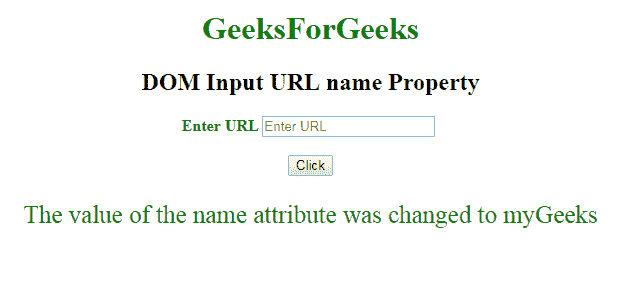 GeeksForGeeks
DOM Input URL name Property
Enter URL Enter URL
Click
The value of the name attribute was changed to myGeeks